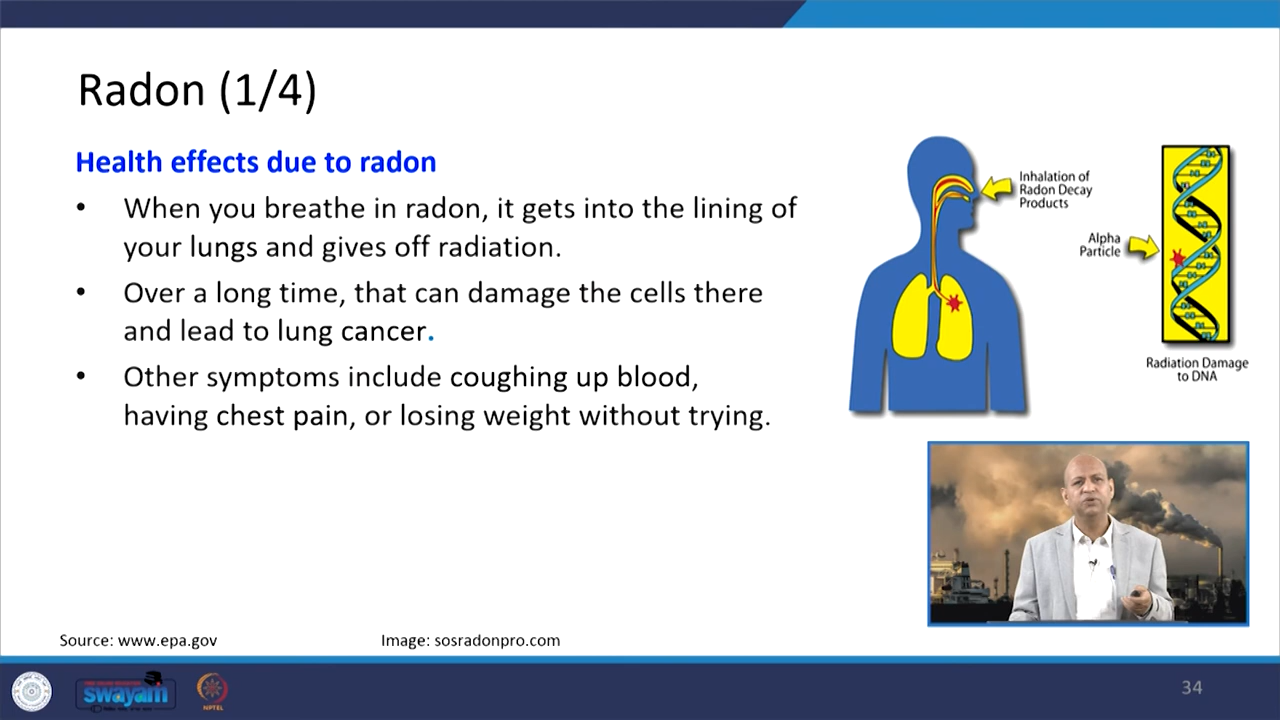 Radon (1/4)
Health effects due to radon
• When you breathe in radon, it gets into the lining of
your lungs and gives off radiation.
• Over a long time, that can damage the cells there
and lead to lung cancer.
• Other symptoms include coughing up blood,
having chest pain, or losing weight without trying.
Inhalation of
Radon Decay
Products
Alpha
Particle
Radiation Damage
to DNA
Source: www.epa.gov
Image: sosradonpro.com
swayam
NPTEL
34